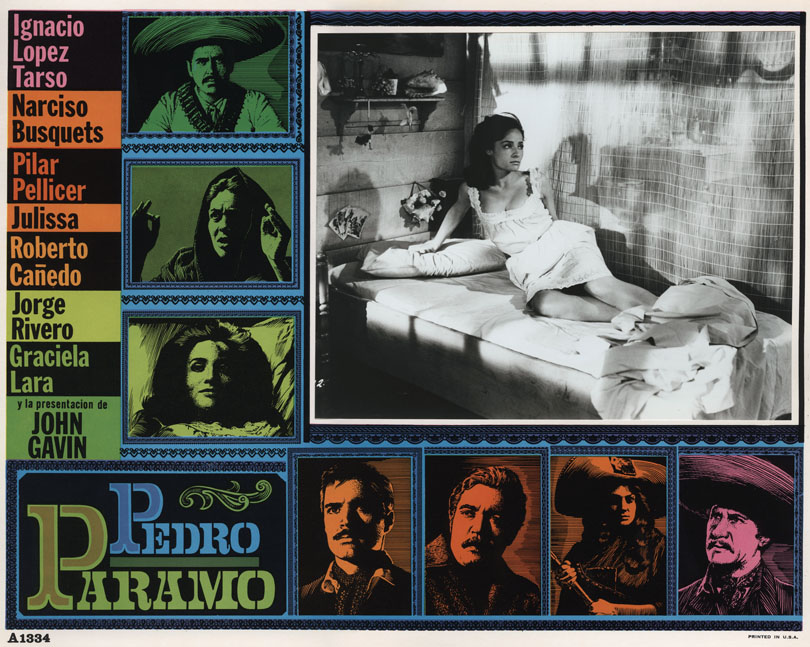 Ignacio
Lopez
Tarso
Narciso
Busquets
Pilar
Pellicer
Julissa
Roberto
Cañedo
Jorge
Rivero
Graciela
Lara
y la presentacion de
JOHN
GAVIN
PEDRO
PARAMO
A1334
PRINTED IN U.S.A.